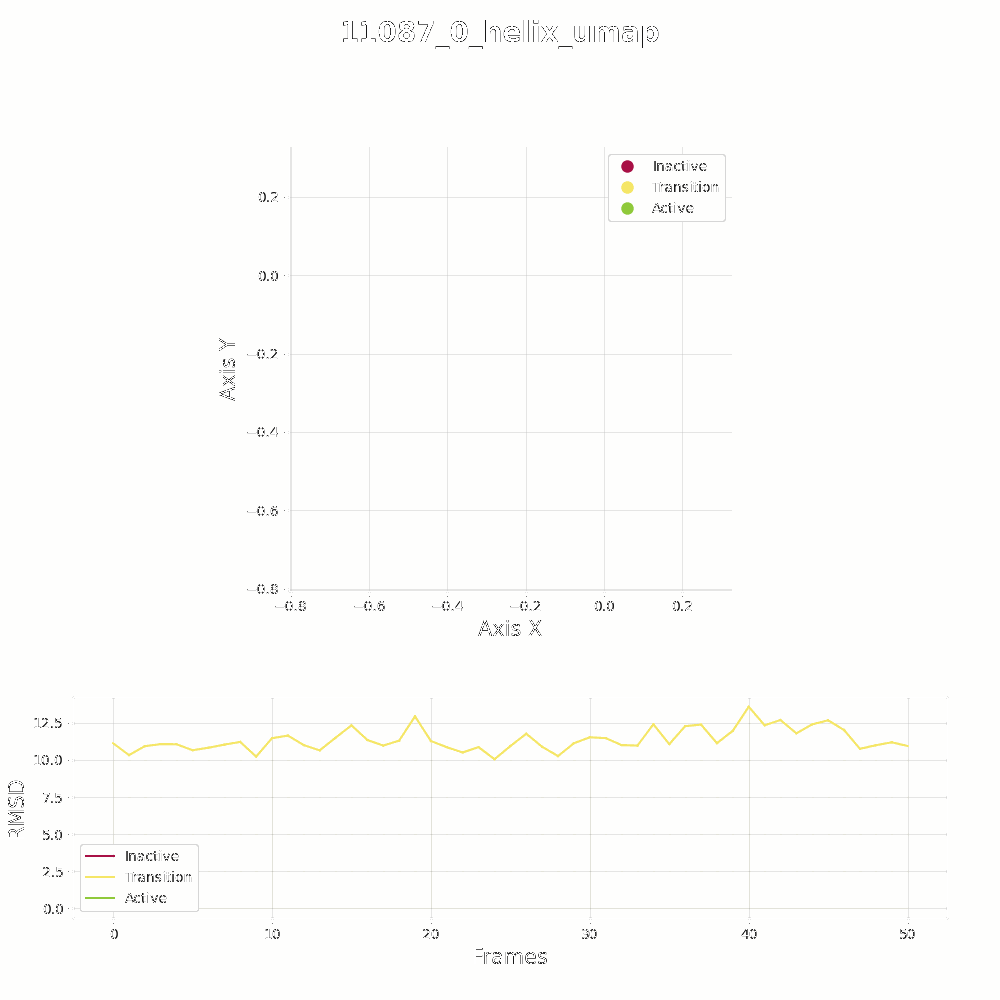 11087_0_helix_umap
Inactive
Transition
Active
0.2
0.0
−0.2
−0.4
−0.6
−0.8
Axis Y
−0.8 −0.6 −0.4 −0.2 0.0 0.2
Axis X
12.5
10.0
7.5
5.0
2.5
0.0
RMSD
Inactive
Transition
Active
0 10 20 30 40 50
Frames